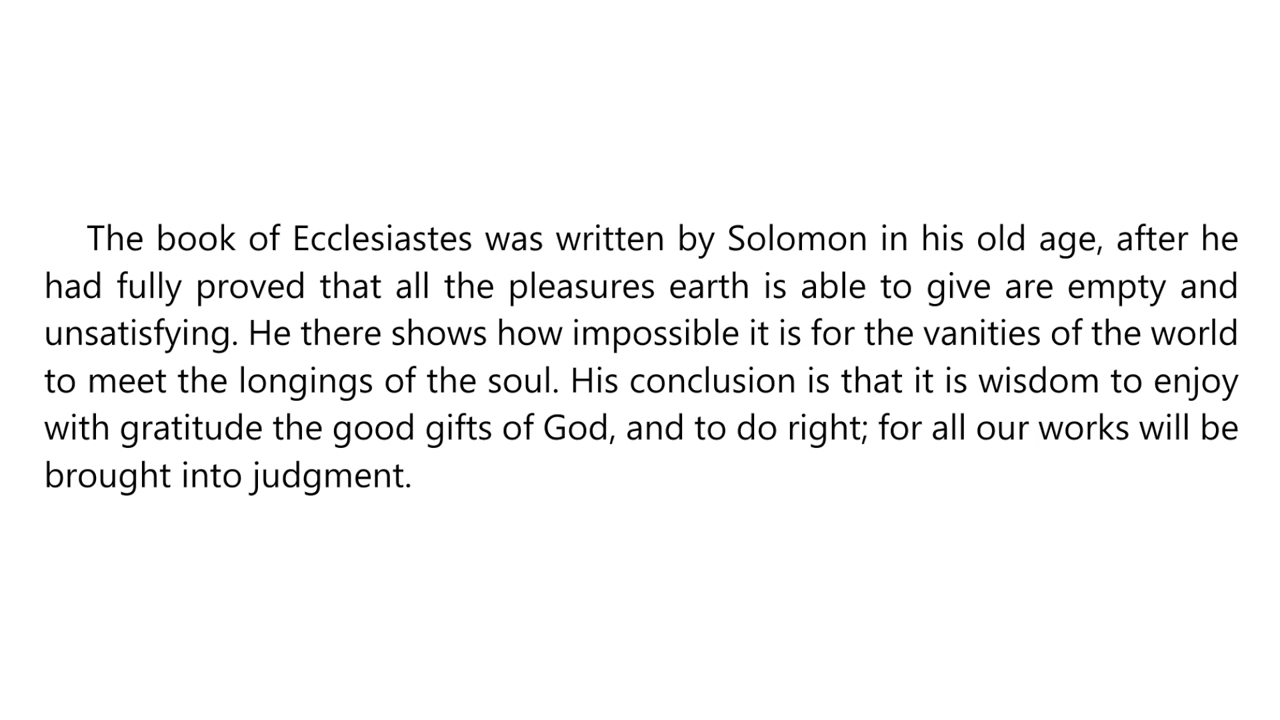 The book of Ecclesiastes was written by Solomon in his old age, after he
had fully proved that all the pleasures earth is able to give are empty and
unsatisfying. He there shows how impossible it is for the vanities of the world
to meet the longings of the soul. His conclusion is that it is wisdom to enjoy
with gratitude the good gifts of God, and to do right; for all our works will be
brought into judgment.